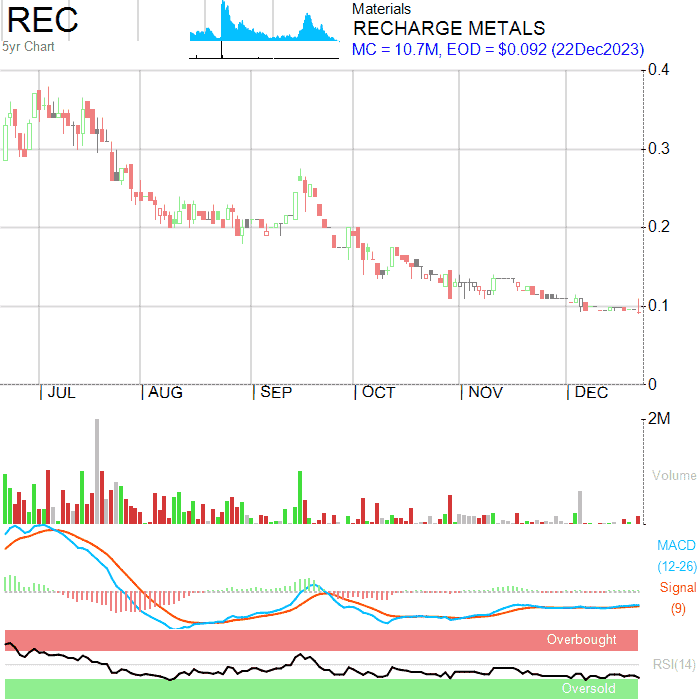 REC
5yr Chart
Materials
RECHARGE METALS
MC = 10.7M, EOD = $0.092 (22Dec2023)
0.4
0.3
0.2
0.1
0
JUL AUG SEP OCT NOV DEC
2M
Volume
MACD
(12-26)
Signal
(9)
Overbought
RSI(14)
Oversold